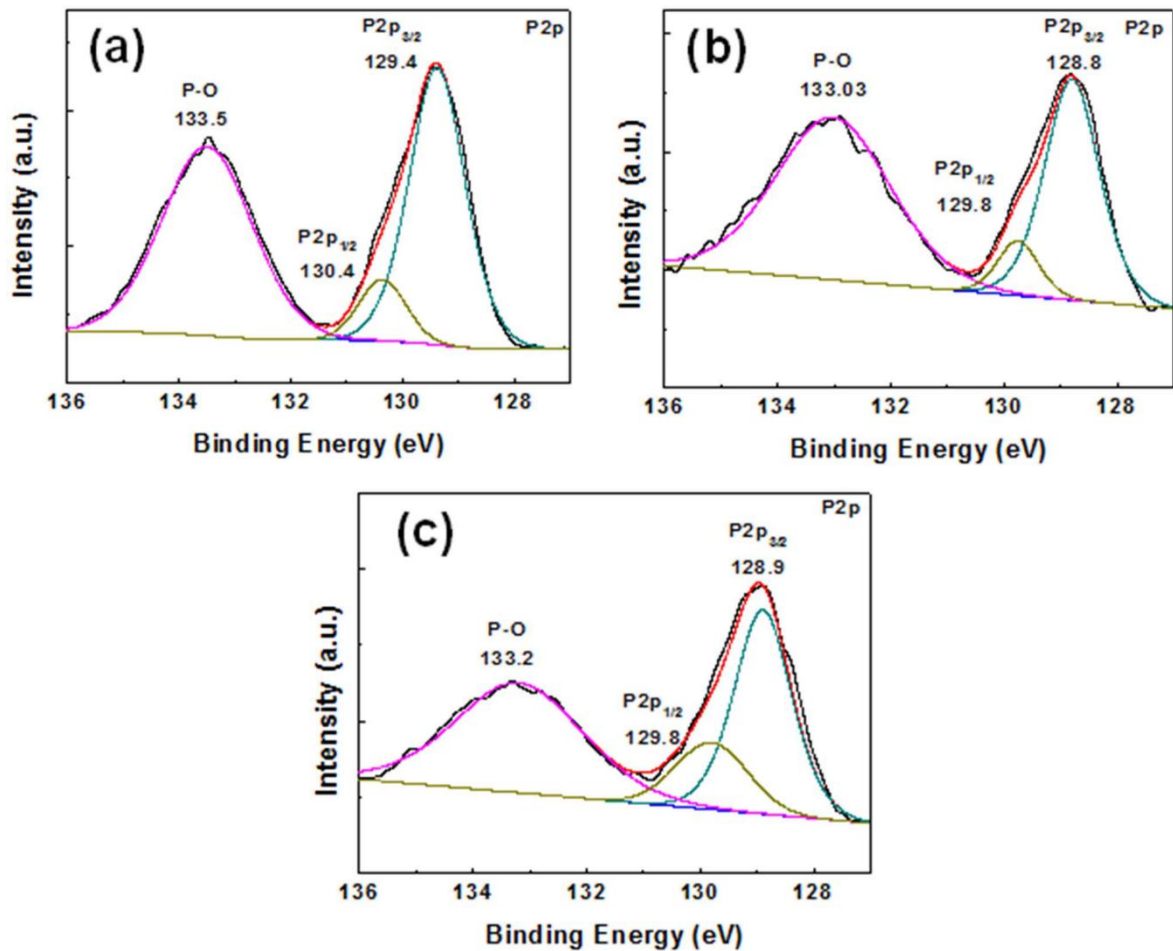 (a)
P2p3/2
129.4
P2p
P-O
133.5
P2p1/2
130.4
Intensity (a.u.)
136 134 132 130 128
Binding Energy (eV)
(b)
P2p3/2
128.8
P2p
P-O
133.03
P2p1/2
129.8
Intensity (a.u.)
136 134 132 130 128
Binding Energy (eV)
(c)
P2p
P2p3/2
128.9
P-O
133.2
P2p1/2
129.8
Intensity (a.u.)
136 134 132 130 128
Binding Energy (eV)